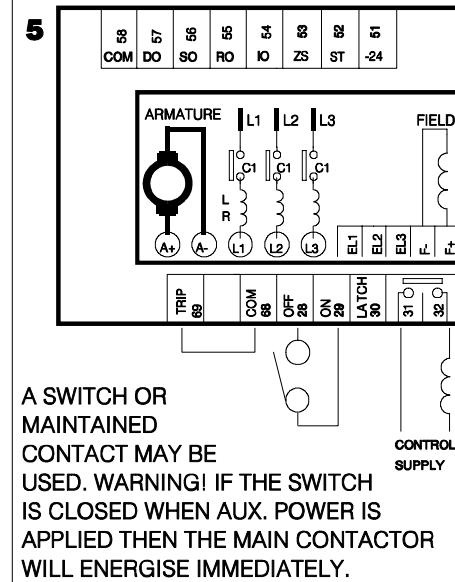 5
58 57 56 55 54 53 52 51
COM DO SO RO IO ZS ST -24
ARMATURE L1 L2 L3 FIELD
C1 C1 C1
L
R
A+ A- L1 L2 L3 EL1 EL2 EL3 F- F+
TRIP 69 COM 68 OFF 28 ON 29 LATCH 30 31 32
A SWITCH OR
MAINTAINED
CONTACT MAY BE
USED. WARNING! IF THE SWITCH
IS CLOSED WHEN AUX. POWER IS
APPLIED THEN THE MAIN CONTACTOR
WILL ENERGISE IMMEDIATELY.
CONTROL
SUPPLY